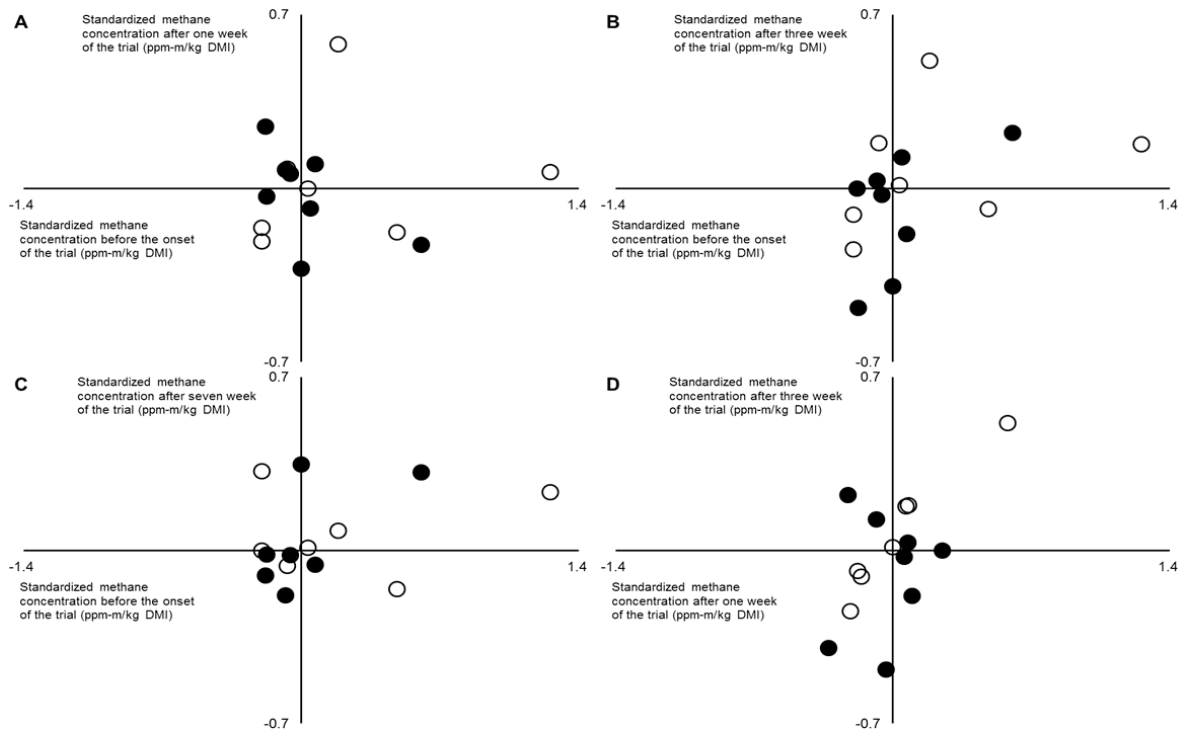 A
Standardized methane
concentration after one week
of the trial (ppm-m/kg DMI)
0.7
-1.4
1.4
Standardized methane
concentration before the onset
of the trial (ppm-m/kg DMI)
-0.7
B
Standardized methane
concentration after three week
of the trial (ppm-m/kg DMI)
0.7
-1.4
1.4
Standardized methane
concentration before the onset
of the trial (ppm-m/kg DMI)
-0.7
C
Standardized methane
concentration after seven week
of the trial (ppm-m/kg DMI)
0.7
-1.4
1.4
Standardized methane
concentration before the onset
of the trial (ppm-m/kg DMI)
-0.7
D
Standardized methane
concentration after three week
of the trial (ppm-m/kg DMI)
0.7
-1.4
1.4
Standardized methane
concentration after one week
of the trial (ppm-m/kg DMI)
-0.7